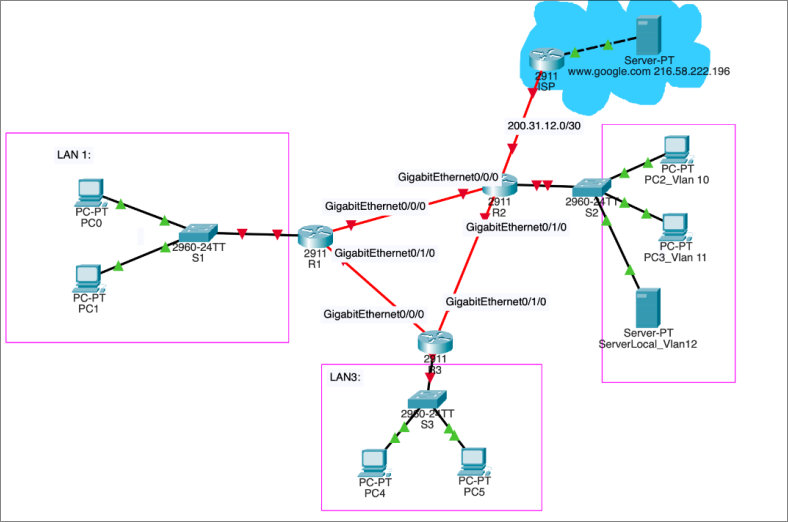 Server-PT
www.google.com 216.58.222.196
2911
ISP
200.31.12.0/30
LAN 1:
PC-PT
PC0
PC-PT
PC1
2960-24TT
S1
2911
R1
GigabitEthernet0/0/0
GigabitEthernet0/0/0
GigabitEthernet0/1/0
GigabitEthernet0/1/0
2911
R2
2960-24TT
S2
PC-PT
PC2_Vlan 10
PC-PT
PC3_Vlan 11
Server-PT
ServerLocal_Vlan12
GigabitEthernet0/0/0
GigabitEthernet0/1/0
2911
R3
LAN3:
2960-24TT
S3
PC-PT
PC4
PC-PT
PC5